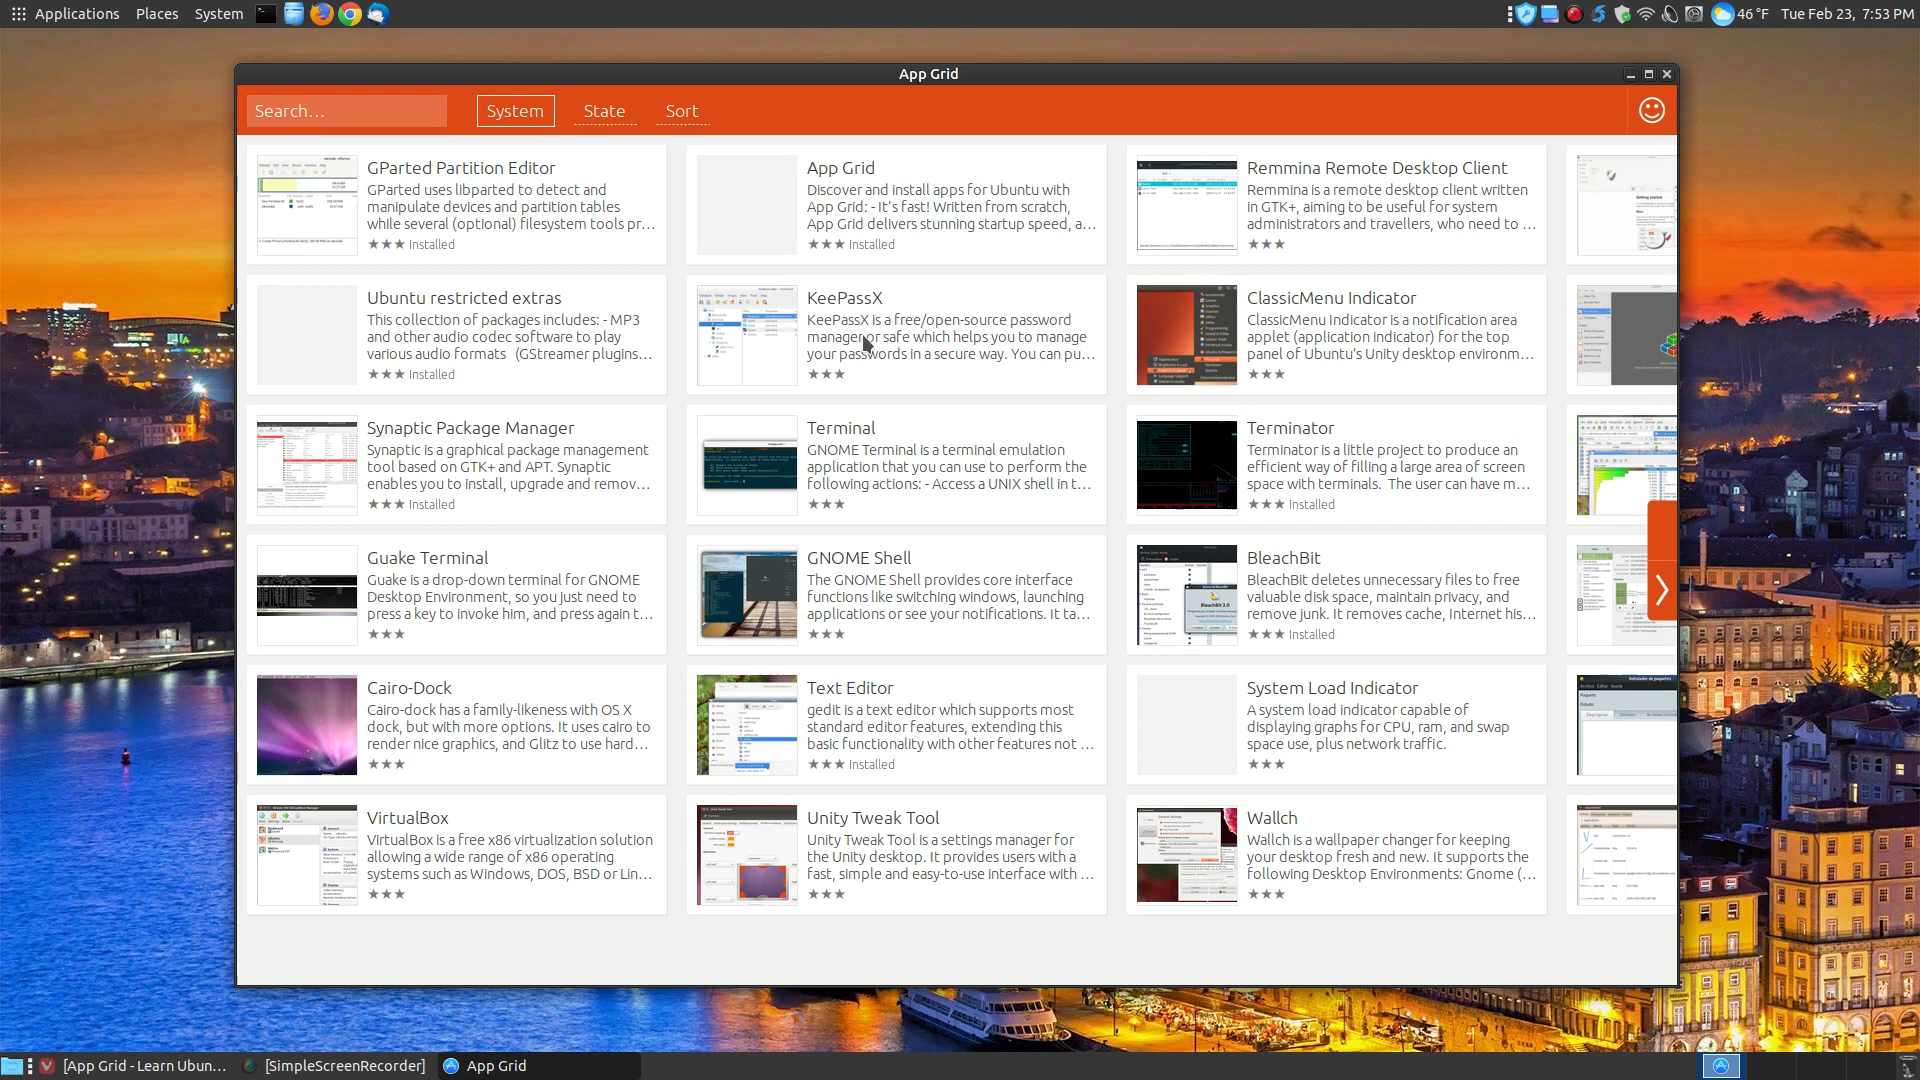 Applications Places System
46 °F Tue Feb 23, 7:53 PM
App Grid
Search...
System State Sort
GParted Partition Editor
GParted uses libparted to detect and
manipulate devices and partition tables
while several (optional) filesystem tools pr...
★★★ Installed
App Grid
Discover and install apps for Ubuntu with
App Grid: - It's fast! Written from scratch,
App Grid delivers stunning startup speed, a...
★★★ Installed
Remmina Remote Desktop Client
Remmina is a remote desktop client written
in GTK+, aiming to be useful for system
administrators and travellers, who need to ...
★★★
Ubuntu restricted extras
This collection of packages includes: - MP3
and other audio codec software to play
various audio formats (GStreamer plugins...
★★★ Installed
KeePassX
KeePassX is a free/open-source password
manager or safe which helps you to manage
your passwords in a secure way. You can pu...
★★★
ClassicMenu Indicator
ClassicMenu Indicator is a notification area
applet (application indicator) for the top
panel of Ubuntu's Unity desktop environm...
★★★
Synaptic Package Manager
Synaptic is a graphical package management
tool based on GTK+ and APT. Synaptic
enables you to install, upgrade and remov...
★★★ Installed
Terminal
GNOME Terminal is a terminal emulation
application that you can use to perform the
following actions: - Access a UNIX shell in t...
★★★
Terminator
Terminator is a little project to produce an
efficient way of filling a large area of screen
space with terminals. The user can have m...
★★★ Installed
Guake Terminal
Guake is a drop-down terminal for GNOME
Desktop Environment, so you just need to
press a key to invoke him, and press again t...
★★★
GNOME Shell
The GNOME Shell provides core interface
functions like switching windows, launching
applications or see your notifications. It ta...
★★★
BleachBit
BleachBit deletes unnecessary files to free
valuable disk space, maintain privacy, and
remove junk. It removes cache, Internet his...
★★★ Installed
Cairo-Dock
Cairo-dock has a family-likeness with OS X
dock, but with more options. It uses cairo to
render nice graphics, and Glitz to use hard...
★★★
Text Editor
gedit is a text editor which supports most
standard editor features, extending this
basic functionality with other features not ...
★★★ Installed
System Load Indicator
A system load indicator capable of
displaying graphs for CPU, ram, and swap
space use, plus network traffic.
★★★
VirtualBox
VirtualBox is a free x86 virtualization solution
allowing a wide range of x86 operating
systems such as Windows, DOS, BSD or Lin...
★★★
Unity Tweak Tool
Unity Tweak Tool is a settings manager for
the Unity desktop. It provides users with a
fast, simple and easy-to-use interface with ...
★★★
Wallch
Wallch is a wallpaper changer for keeping
your desktop fresh and new. It supports the
following Desktop Environments: Gnome (...
★★★
[App Grid - Learn Ubun... [SimpleScreenRecorder] App Grid